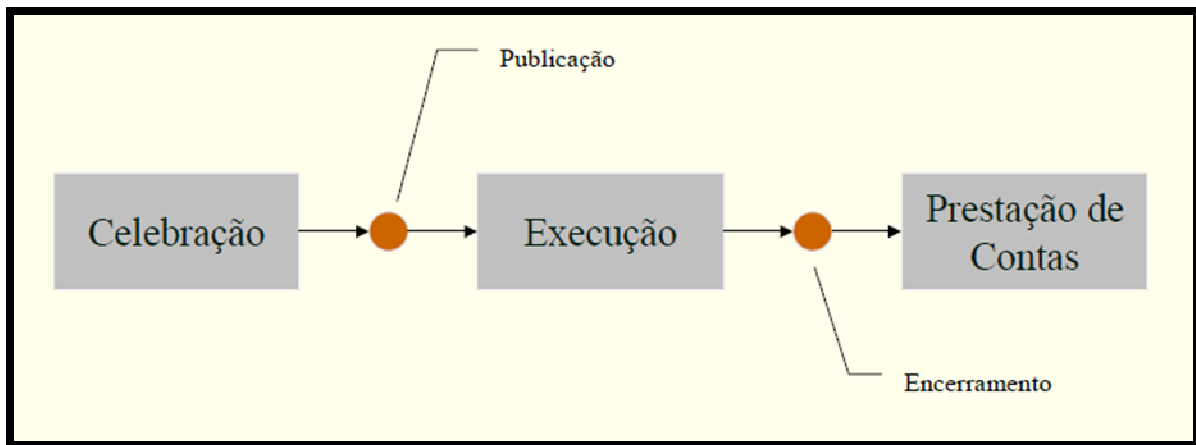 Publicação
Celebração
Execução
Prestação de
Contas
Encerramento